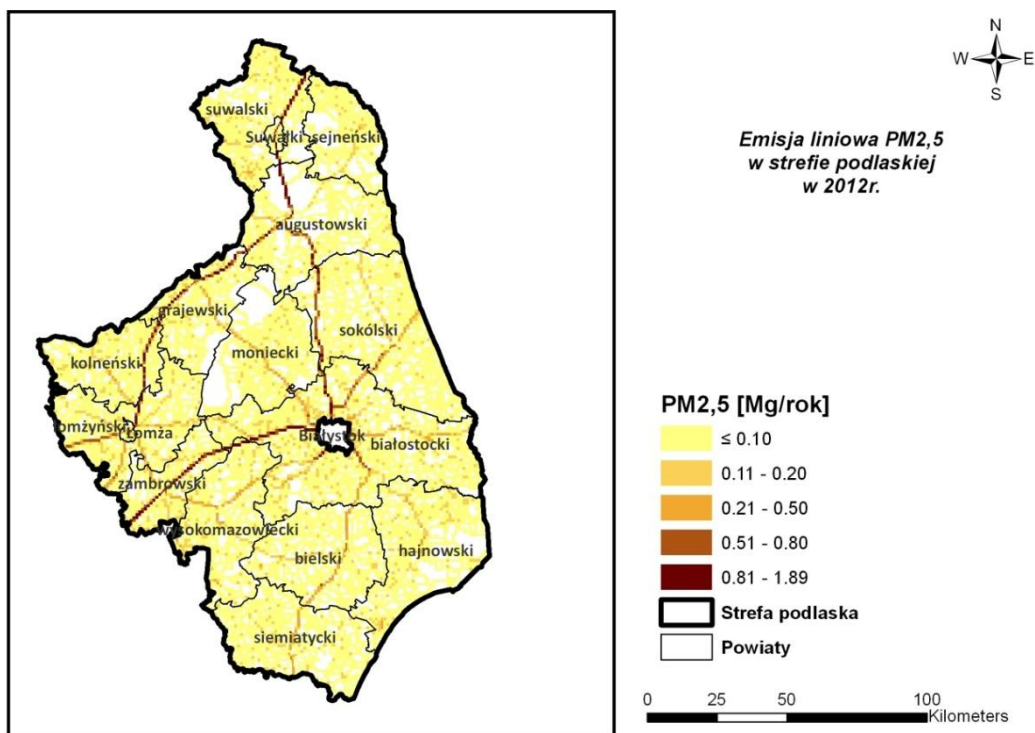 N
W E
S
Emisja liniowa PM2,5
w strefie podlaskiej
w 2012r.
suwalski
Suwałki sejneński
augustowski
grajewski
sokólski
moniecki
kolneński
łomżyński
Łomża
Białystok
białostocki
zambrowski
wysokomazowiecki
bielski
hajnowski
siemiatycki
PM2,5 [Mg/rok]
≤ 0.10
0.11 - 0.20
0.21 - 0.50
0.51 - 0.80
0.81 - 1.89
Strefa podlaska
Powiaty
0 25 50 100
Kilometers